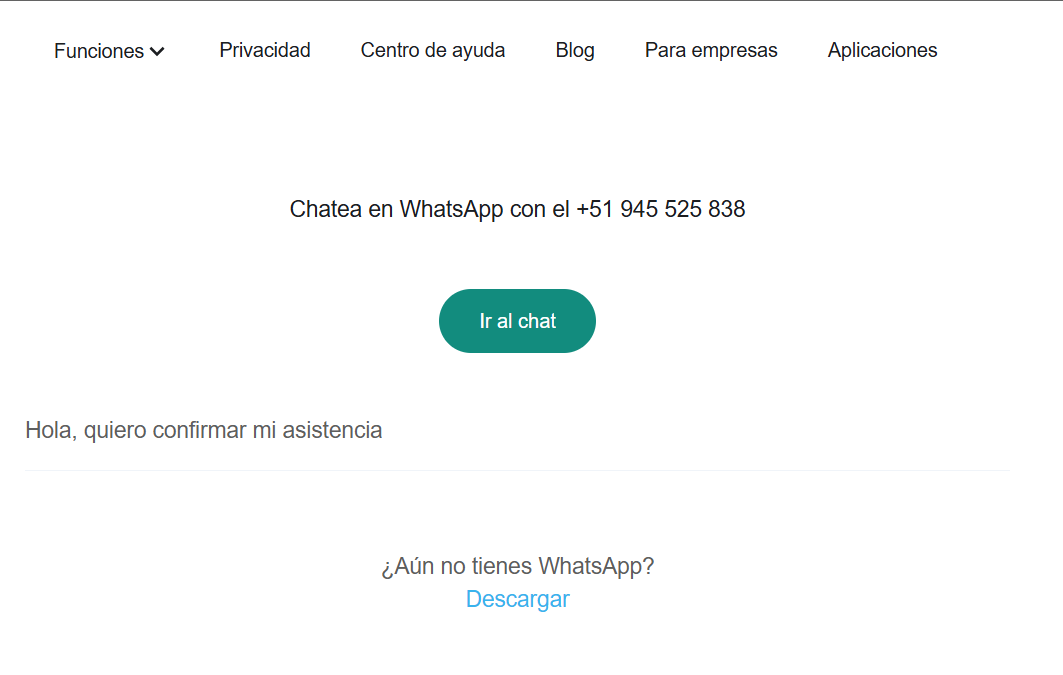 Funciones Privacidad Centro de ayuda Blog Para empresas Aplicaciones
Chatea en WhatsApp con el +51 945 525 838
Ir al chat
Hola, quiero confirmar mi asistencia
¿Aún no tienes WhatsApp?
Descargar